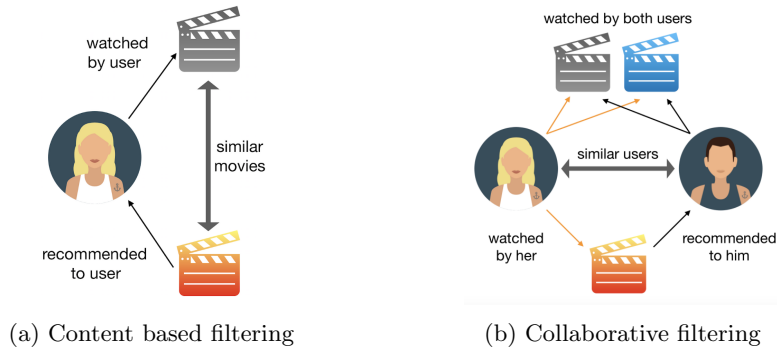 watched
by user
similar
movies
recommended
to user
(a) Content based filtering
watched by both users
similar users
watched
by her
recommended
to him
(b) Collaborative filtering